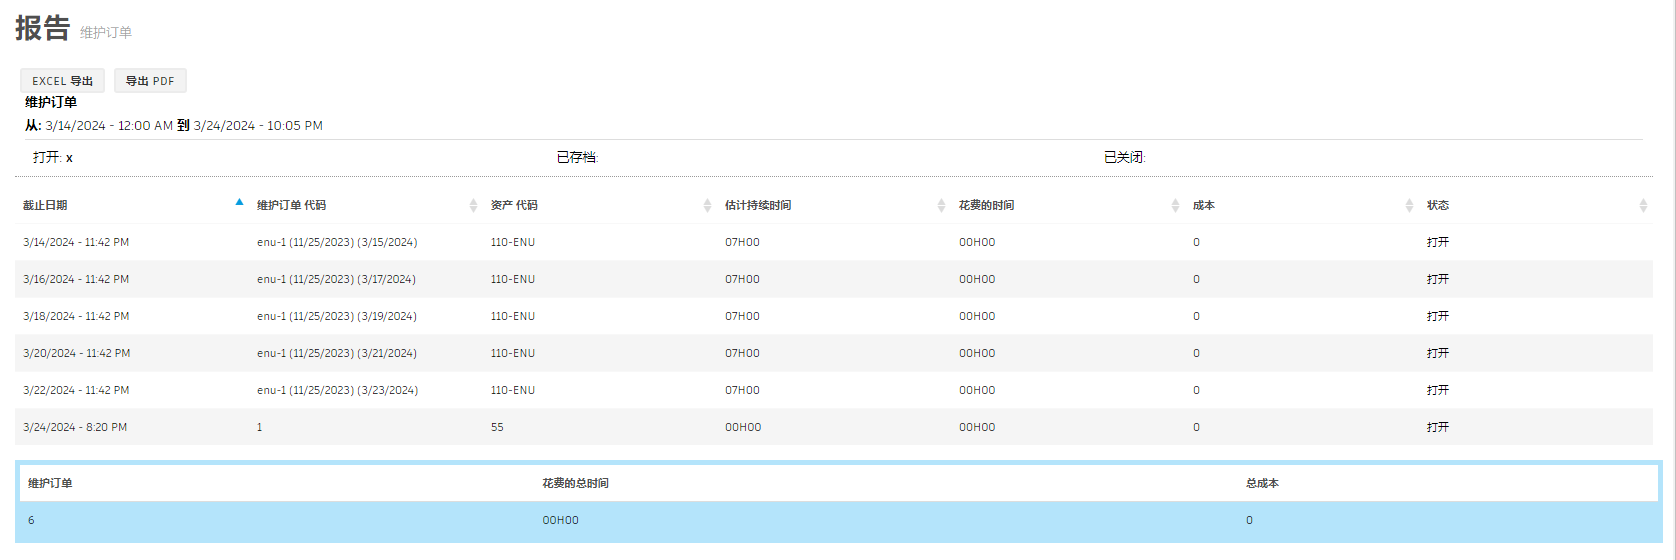 报告 维护订单
EXCEL 导出 导出 PDF
维护订单
从: 3/14/2024 - 12:00 AM 到 3/24/2024 - 10:05 PM
打开: x 已存档: 已关闭:
截止日期 维护订单 代码 资产 代码 估计持续时间 花费的时间 成本 状态
3/14/2024 - 11:42 PM enu-1 (11/25/2023) (3/15/2024) 110-ENU 07H00 00H00 0 打开
3/16/2024 - 11:42 PM enu-1 (11/25/2023) (3/17/2024) 110-ENU 07H00 00H00 0 打开
3/18/2024 - 11:42 PM enu-1 (11/25/2023) (3/19/2024) 110-ENU 07H00 00H00 0 打开
3/20/2024 - 11:42 PM enu-1 (11/25/2023) (3/21/2024) 110-ENU 07H00 00H00 0 打开
3/22/2024 - 11:42 PM enu-1 (11/25/2023) (3/23/2024) 110-ENU 07H00 00H00 0 打开
3/24/2024 - 8:20 PM 1 55 00H00 00H00 0 打开
维护订单 花费的总时间 总成本
6 00H00 0